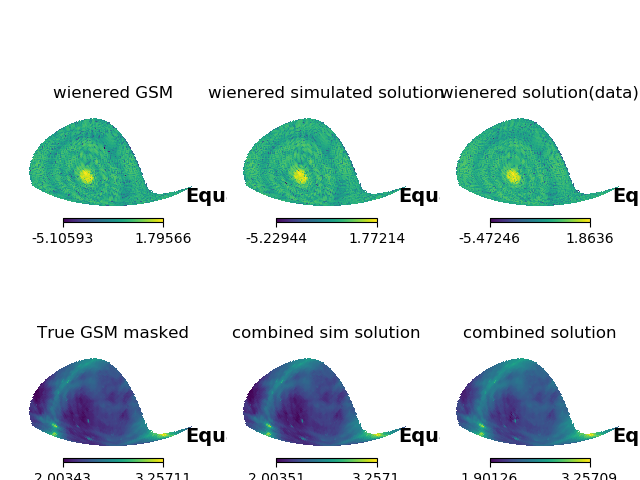 wienered GSM
wienered simulated solution
wienered solution(data)
Equ
Equ
Eq
-5.10593 1.79566
-5.22944 1.77214
-5.47246 1.8636
True GSM masked
combined sim solution
combined solution
Equ
Equ
Eq
2.00343 3.25711
2.00351 3.2571
1.90126 3.25709